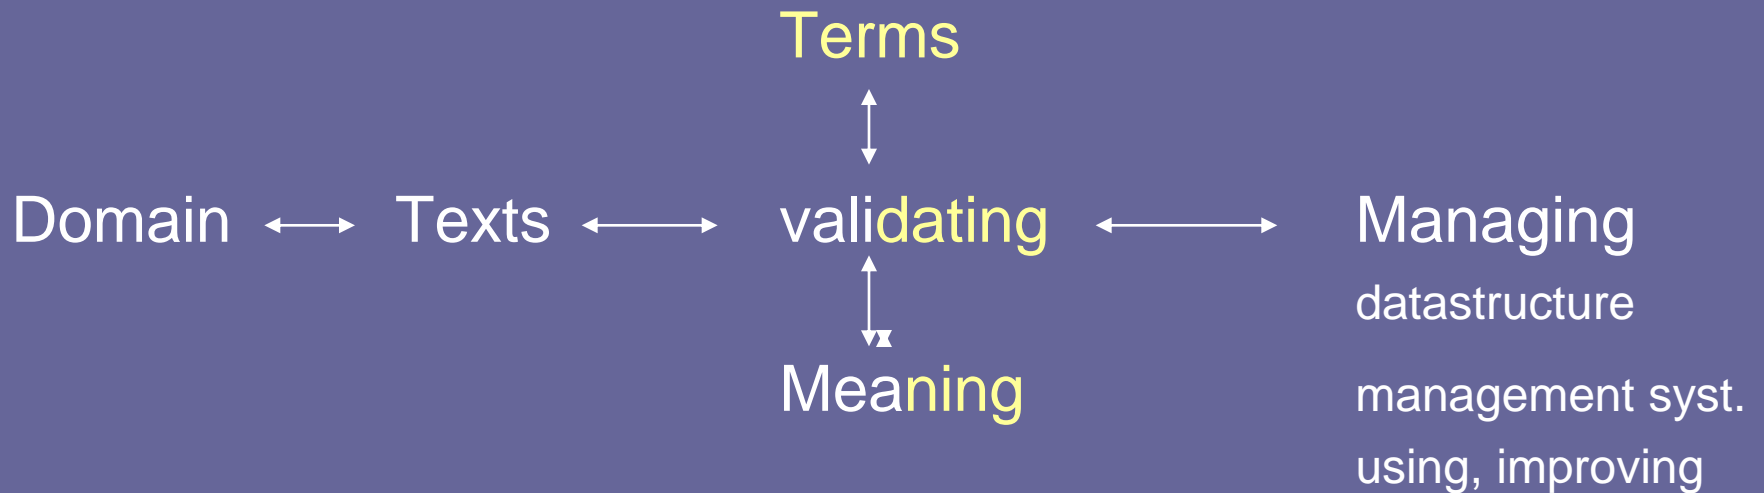 Terms
Domain Texts validating Managing
datastructure
Meaning
management syst.
using, improving